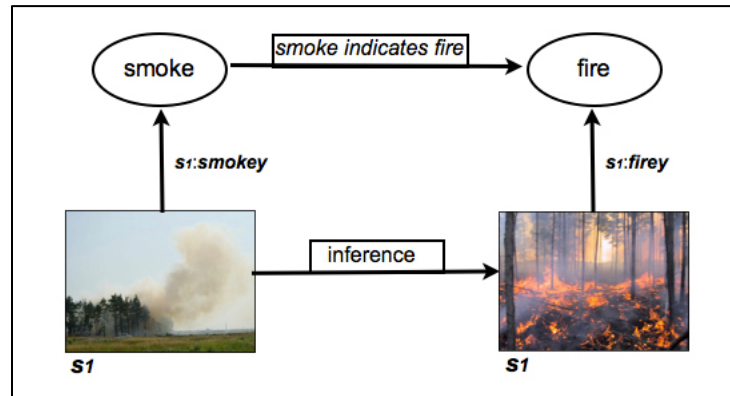 smoke
smoke indicates fire
fire
s1:smokey
s1:firey
inference
s1
s1